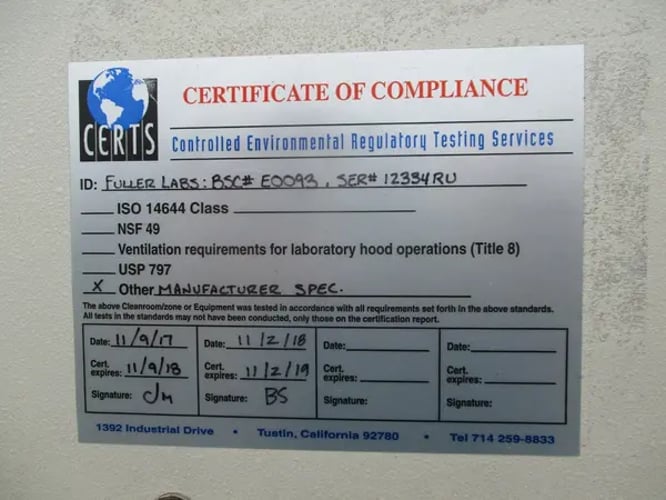 CERTS
CERTIFICATE OF COMPLIANCE
Controlled Environmental Regulatory Testing Services
ID: FULLER LABS: BSC# E0093, SER# 12334RU
___ ISO 14644 Class ___
___ NSF 49
___ Ventilation requirements for laboratory hood operations (Title 8)
___ USP 797
X Other MANUFACTURER SPEC.
The above Cleanroom/zone or Equipment was tested in accordance with all requirements set forth in the above standards.
All tests in the standards may not have been conducted, only those on the certification report.
Date: 11/9/17 Date: 11/2/18 Date: Date:
Cert. expires: 11/9/18 Cert. expires: 11/2/19 Cert. expires: Cert. expires:
Signature: C/M Signature: BS Signature: Signature:
1392 Industrial Drive • Tustin, California 92780 • Tel 714 259-8833